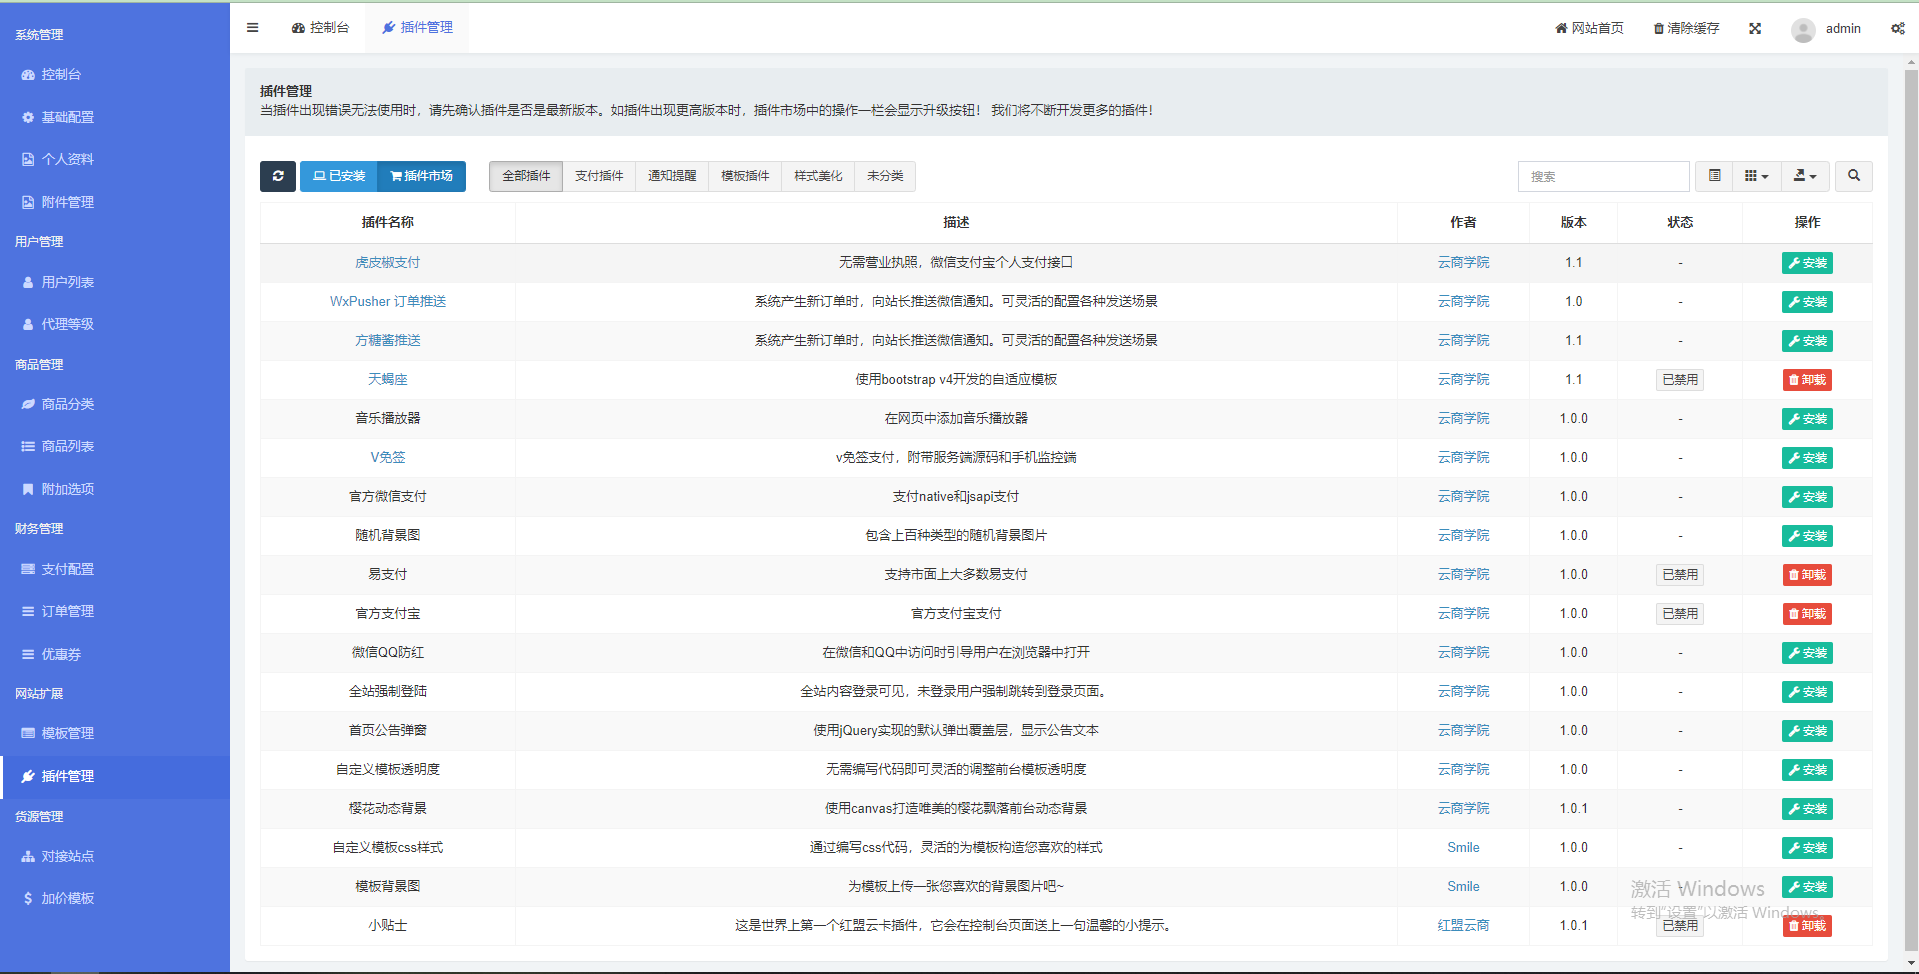 系统管理
控制台
基础配置
个人资料
附件管理
用户管理
用户列表
代理等级
商品管理
商品分类
商品列表
附加选项
财务管理
支付配置
订单管理
优惠券
网站扩展
模板管理
插件管理
货源管理
对接站点
加价模板
控制台 插件管理 网站首页 清除缓存 admin
插件管理
当插件出现错误无法使用时，请先确认插件是否是最新版本。如插件出现更高版本时，插件市场中的操作一栏会显示升级按钮！ 我们将不断开发更多的插件！
已安装 插件市场 全部插件 支付插件 通知提醒 模板插件 样式美化 未分类 搜索
插件名称 描述 作者 版本 状态 操作
虎皮椒支付 无需营业执照，微信支付宝个人支付接口 云商学院 1.1 - 安装
WxPusher 订单推送 系统产生新订单时，向站长推送微信通知。可灵活的配置各种发送场景 云商学院 1.0 - 安装
方糖酱推送 系统产生新订单时，向站长推送微信通知。可灵活的配置各种发送场景 云商学院 1.1 - 安装
天蝎座 使用bootstrap v4开发的自适应模板 云商学院 1.1 已禁用 卸载
音乐播放器 在网页中添加音乐播放器 云商学院 1.0.0 - 安装
V免签 v免签支付，附带服务端源码和手机监控端 云商学院 1.0.0 - 安装
官方微信支付 支付native和jsapi支付 云商学院 1.0.0 - 安装
随机背景图 包含上百种类型的随机背景图片 云商学院 1.0.0 - 安装
易支付 支持市面上大多数易支付 云商学院 1.0.0 已禁用 卸载
官方支付宝 官方支付宝支付 云商学院 1.0.0 已禁用 卸载
微信QQ防红 在微信和QQ中访问时引导用户在浏览器中打开 云商学院 1.0.0 - 安装
全站强制登陆 全站内容登录可见，未登录用户强制跳转到登录页面。 云商学院 1.0.0 - 安装
首页公告弹窗 使用jQuery实现的默认弹出覆盖层，显示公告文本 云商学院 1.0.0 - 安装
自定义模板透明度 无需编写代码即可灵活的调整前台模板透明度 云商学院 1.0.0 - 安装
樱花动态背景 使用canvas打造唯美的樱花飘落前台动态背景 云商学院 1.0.1 - 安装
自定义模板css样式 通过编写css代码，灵活的为模板构造您喜欢的样式 Smile 1.0.0 - 安装
模板背景图 为模板上传一张您喜欢的背景图片吧~ Smile 1.0.0 - 安装
小贴士 这是世界上第一个红盟云卡插件，它会在控制台页面送上一句温馨的小提示。 红盟云商 1.0.1 已禁用 卸载
激活 Windows
转到"设置"以激活 Windows。